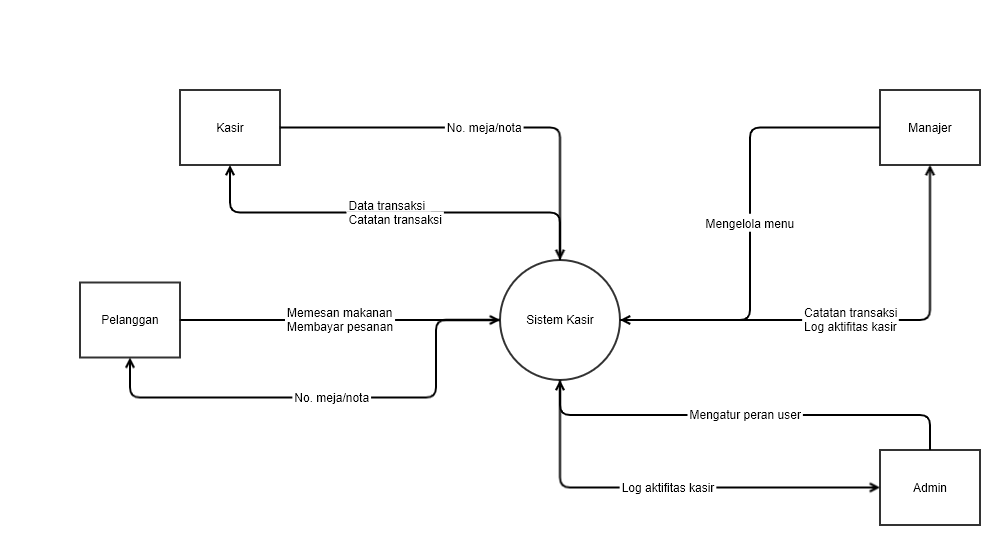 Kasir
No. meja/nota
Manajer
Data transaksi
Catatan transaksi
Mengelola menu
Pelanggan
Memesan makanan
Membayar pesanan
Sistem Kasir
Catatan transaksi
Log aktifitas kasir
No. meja/nota
Mengatur peran user
Log aktifitas kasir
Admin